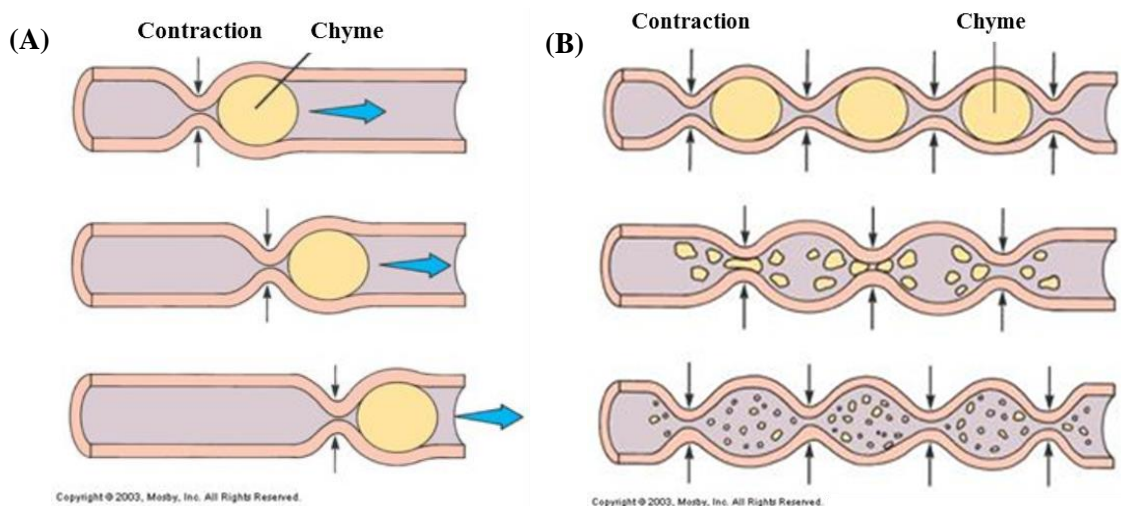 (A)
Contraction
Chyme
Copyright © 2003, Mosby, Inc. All Rights Reserved.
(B)
Contraction
Chyme
Copyright © 2003, Mosby, Inc. All Rights Reserved.